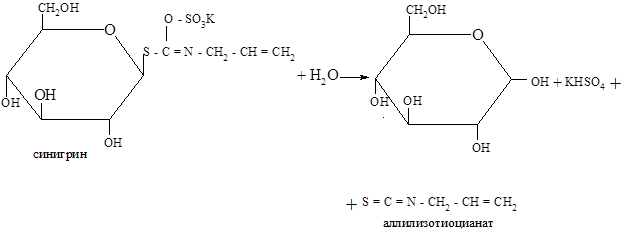 CH₂OH
O - SO₃K
O
S - C = N - CH₂ - CH = CH₂
OH
OH
OH
синигрин
+ H₂O
CH₂OH
O
OH
OH
OH
OH + KHSO₄ +
+ S = C = N - CH₂ - CH = CH₂
аллилизотиоцианат